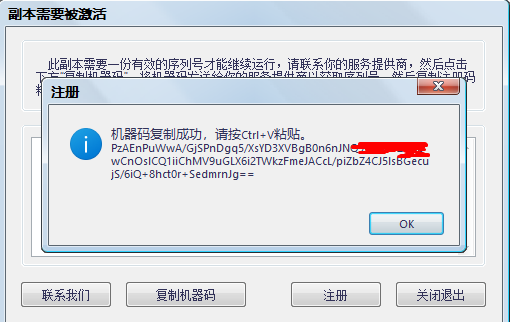 副本需要被激活
此副本需要一份有效的序列号才能继续运行，请联系你的服务提供商，然后点击
注册
机器码复制成功，请按Ctrl+V粘贴。
PzAEnPuWwA/GjSPnDgq5/XsYD3XVBgB0n6nJN
wCnOsICQ1iiChMV9uGLX6i2TWkzFmeJACcL/piZbZ4CJ5IsBGecu
jS/6iQ+8hct0r+SedmrnJg==
OK
联系我们
复制机器码
注册
关闭退出